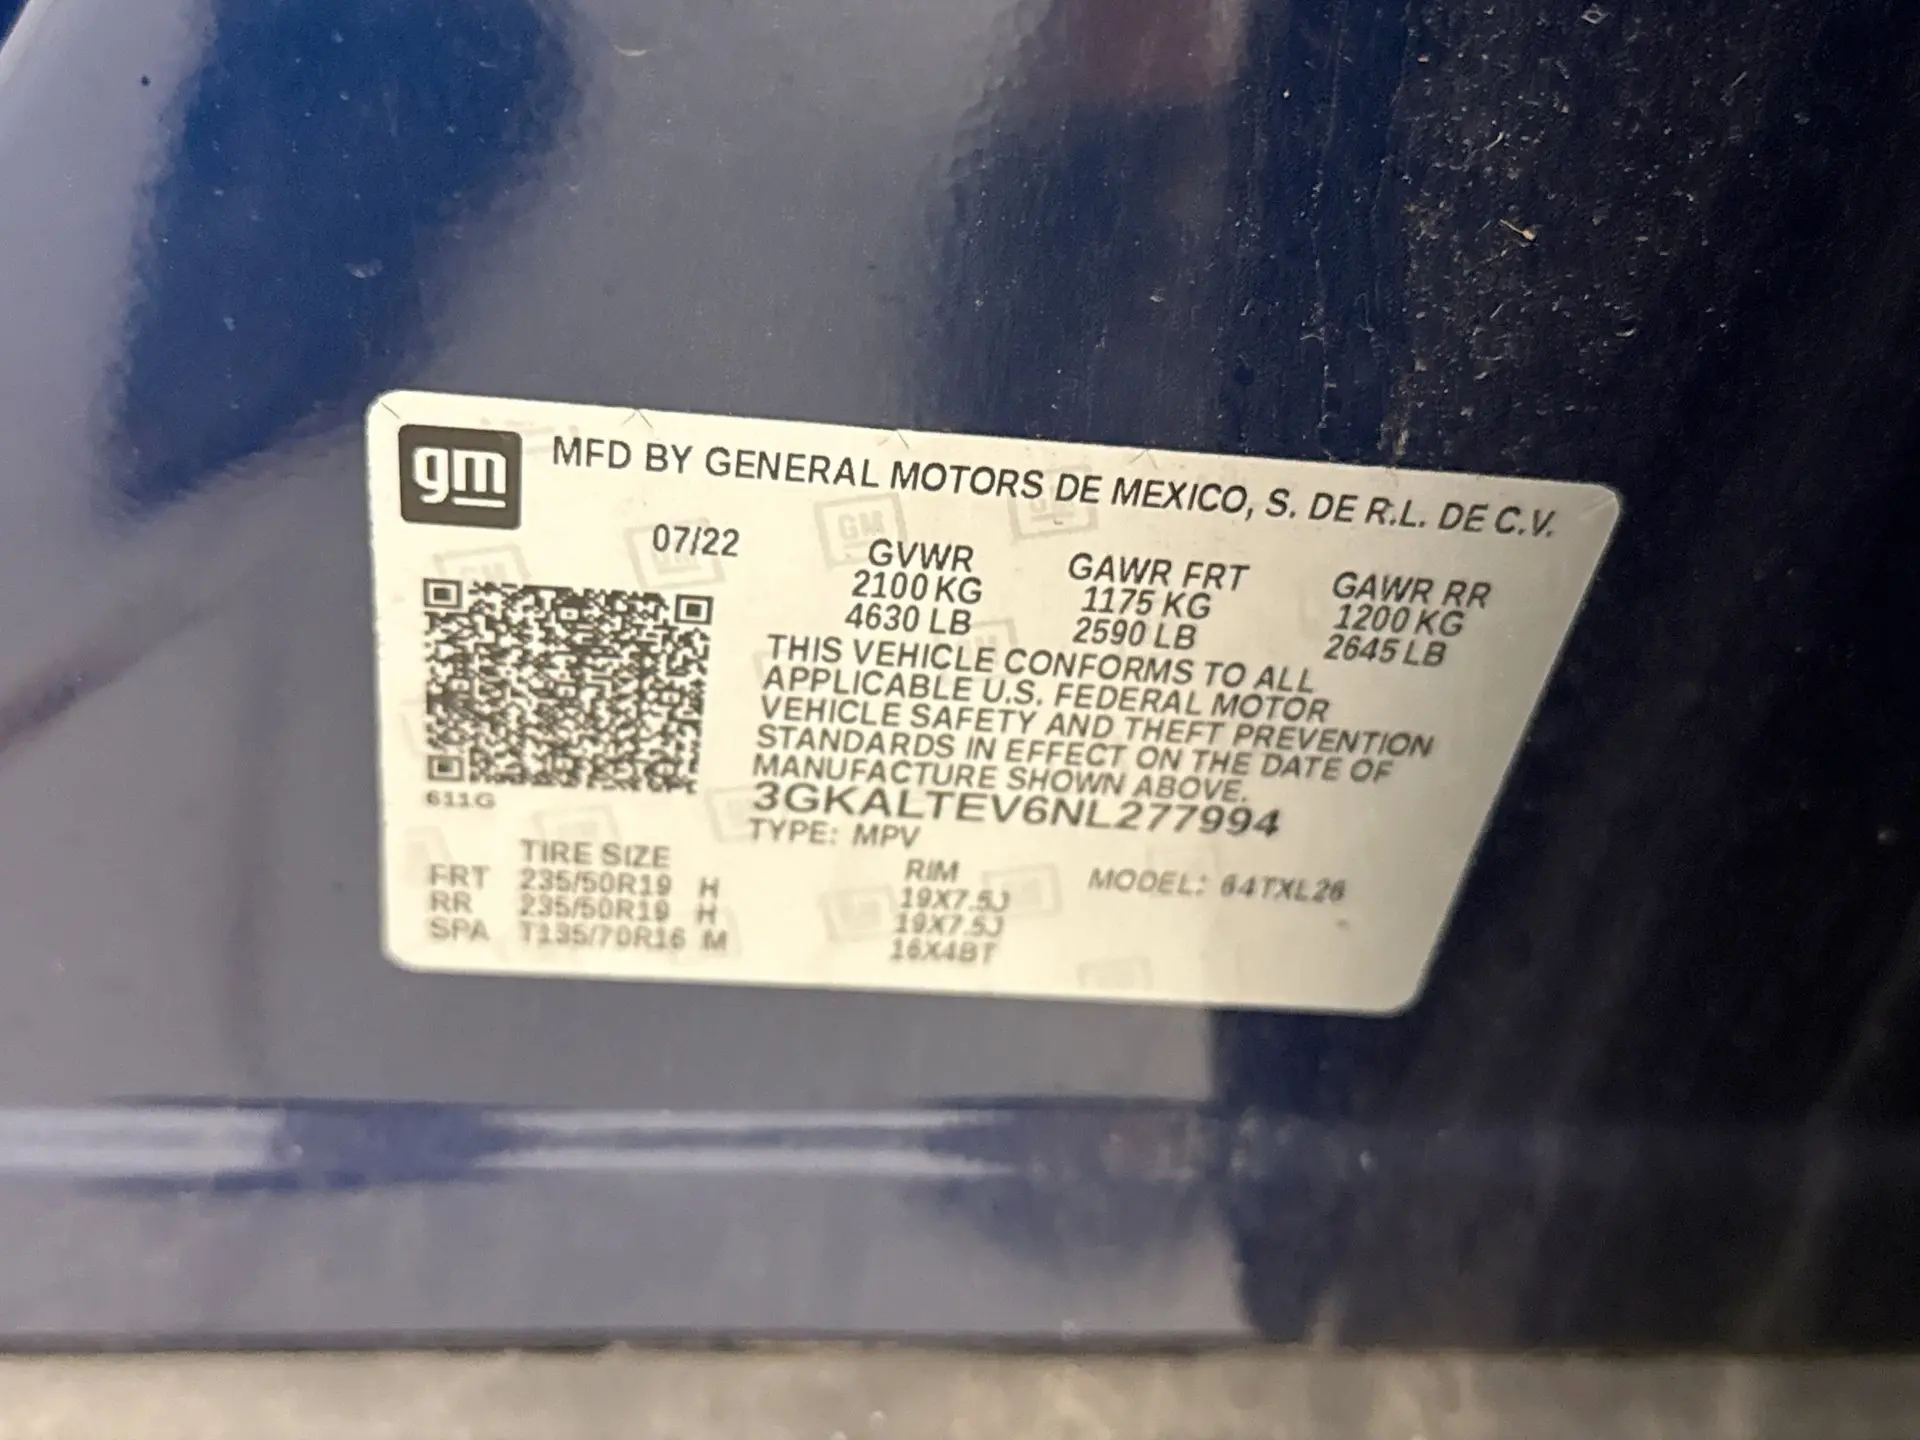 gm
MFD BY GENERAL MOTORS DE MEXICO, S. DE R.L. DE C.V.
07/22
GVWR GAWR FRT GAWR RR
2100 KG 1175 KG 1200 KG
4630 LB 2590 LB 2645 LB
THIS VEHICLE CONFORMS TO ALL
APPLICABLE U.S. FEDERAL MOTOR
VEHICLE SAFETY AND THEFT PREVENTION
STANDARDS IN EFFECT ON THE DATE OF
MANUFACTURE SHOWN ABOVE.
3GKALTEV6NL277994
611G
TYPE: MPV
TIRE SIZE RIM MODEL: 64TXL26
FRT 235/50R19 H 19X7.5J
RR 235/50R19 H 19X7.5J
SPA T135/70R16 M 16X4BT